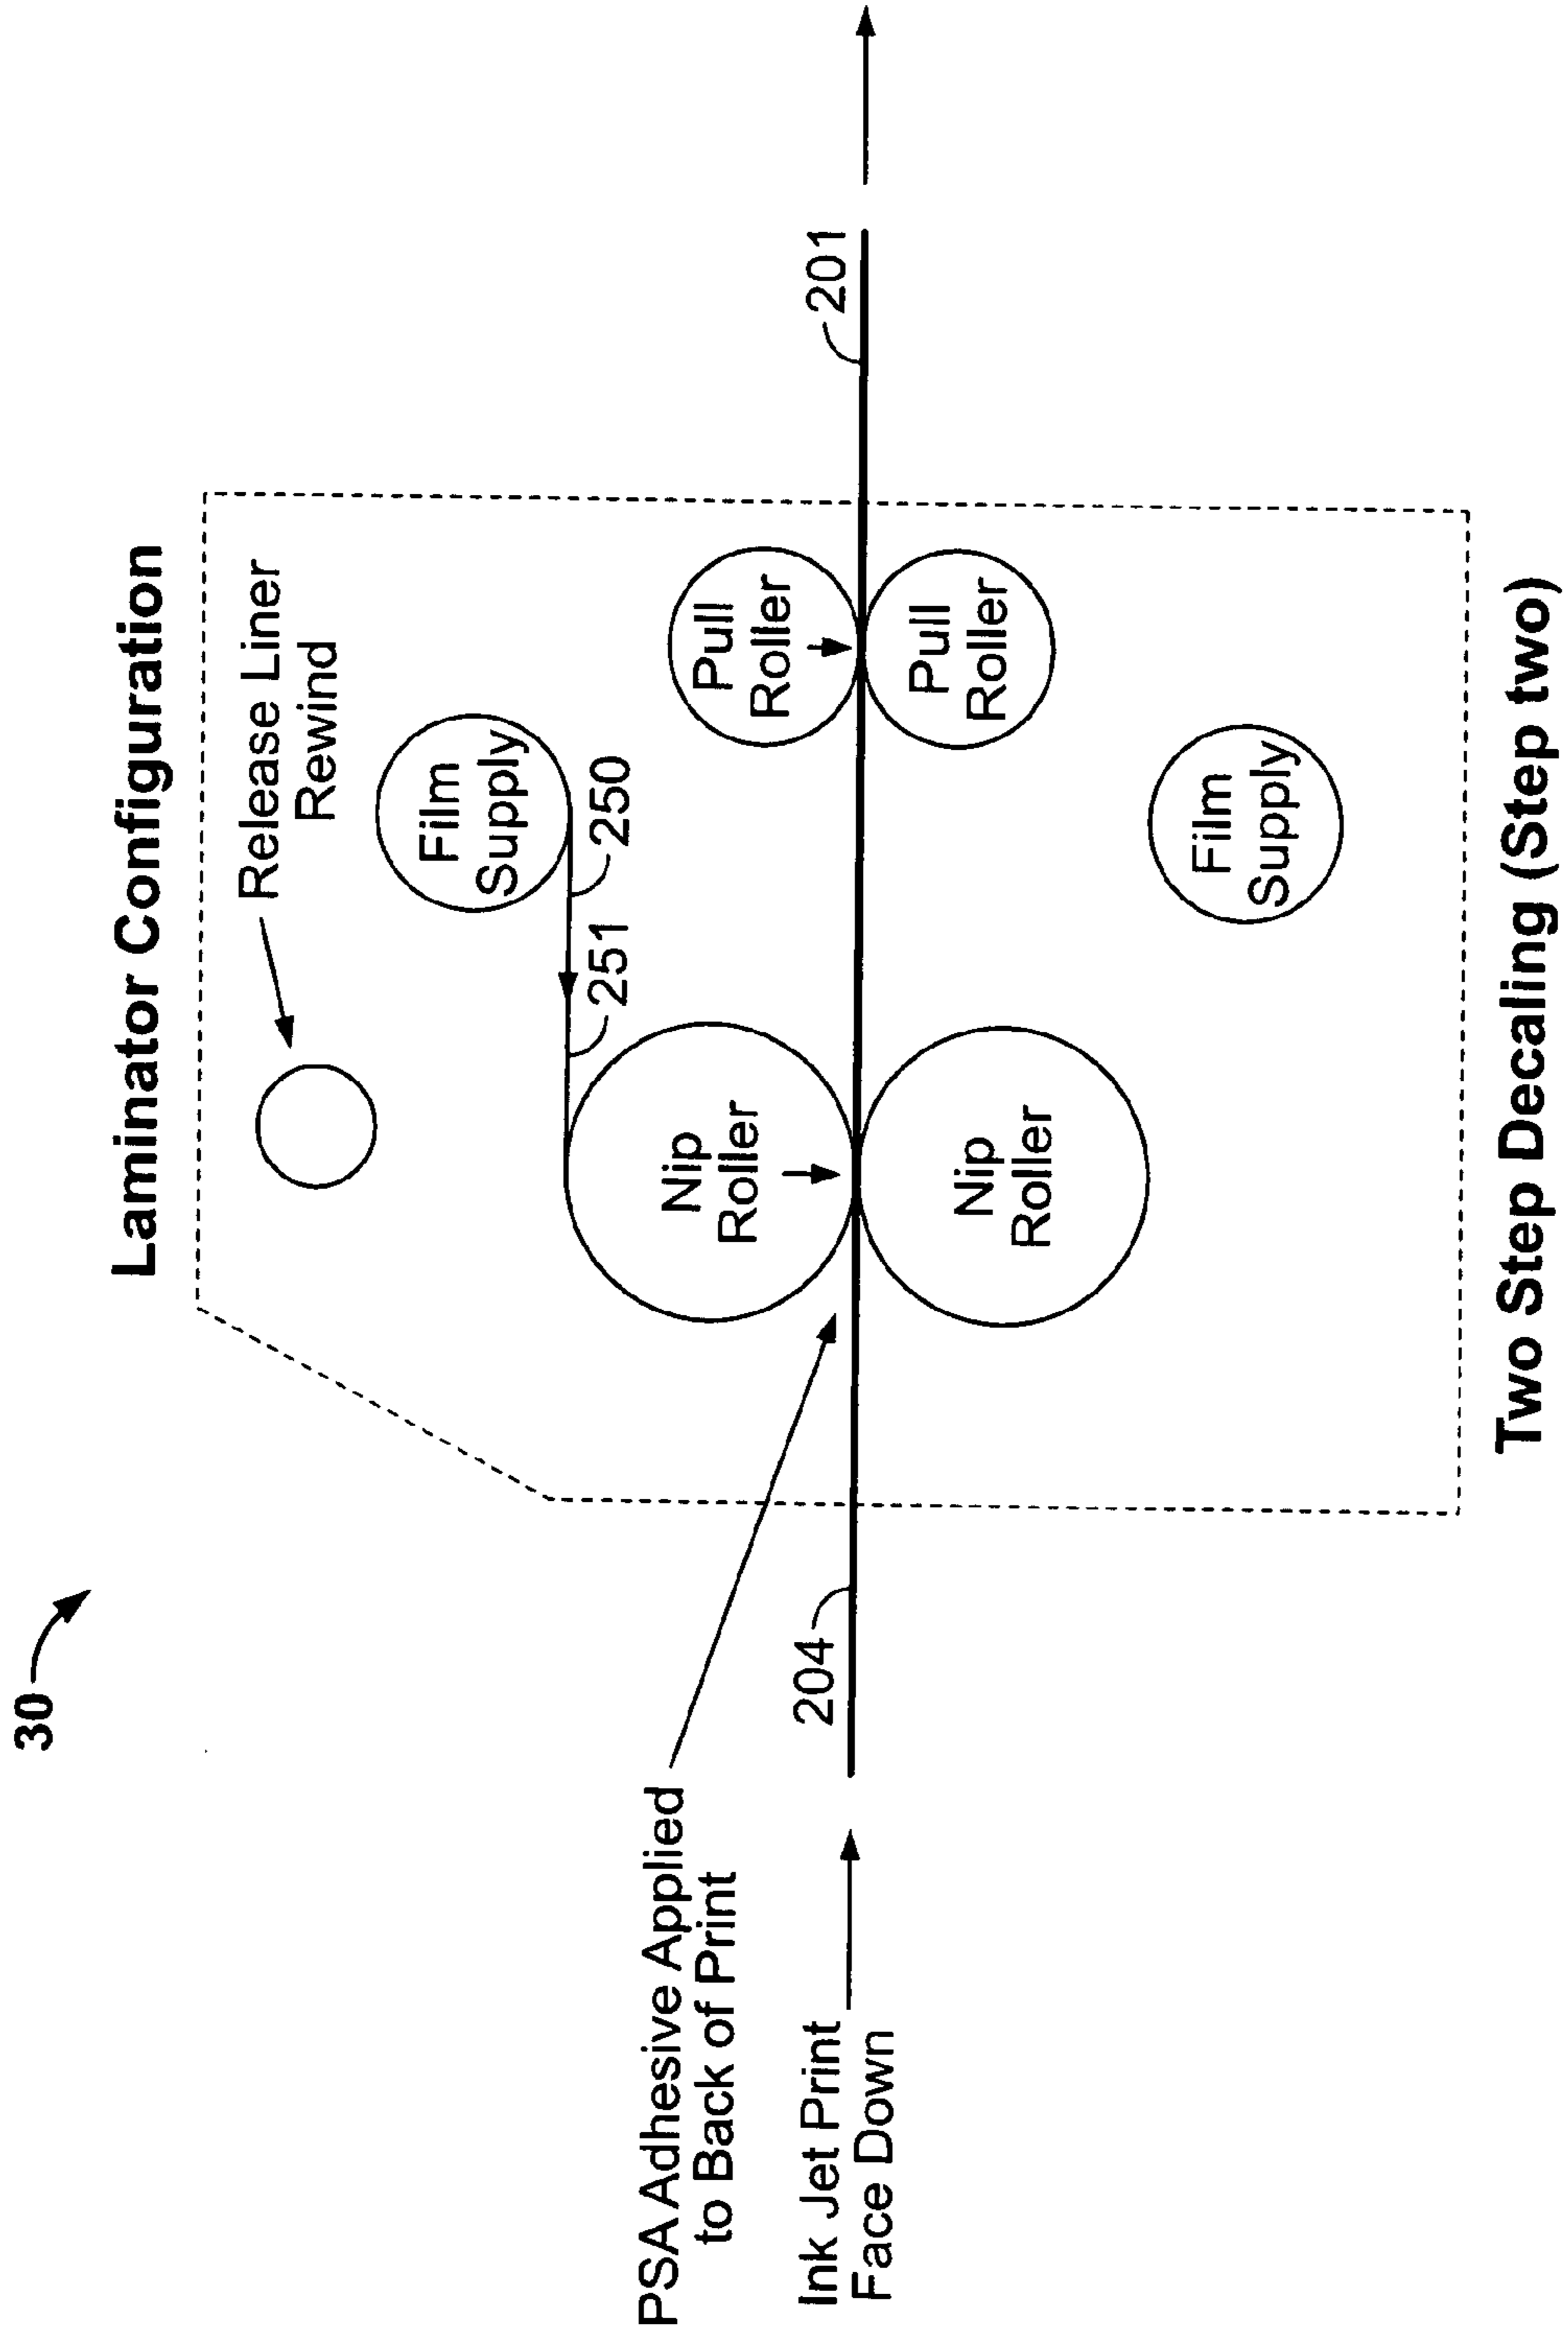 30
Laminator Configuration
Release Liner
Rewind
Film
Supply
250
251
Nip
Roller
Pull
Roller
PSA Adhesive Applied
to Back of Print
204
201
Ink Jet Print
Face Down
Nip
Roller
Pull
Roller
Film
Supply
Two Step Decaling (Step two)